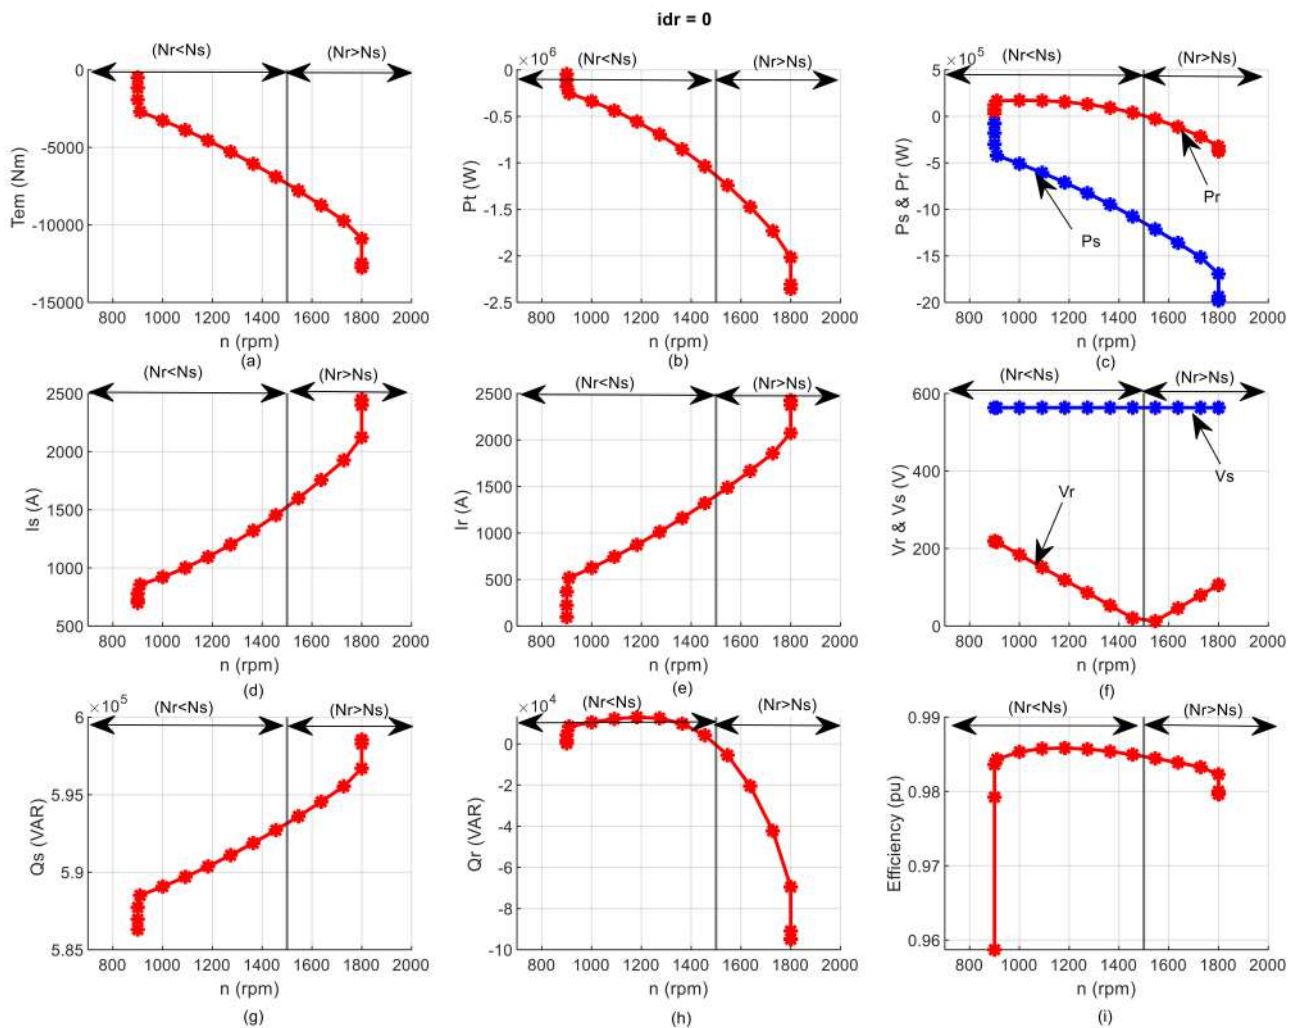 idr = 0
(Nr<Ns)
(Nr>Ns)
0
-5000
-10000
-15000
Tem (Nm)
800 1000 1200 1400 1600 1800 2000
n (rpm)
(a)
×10⁶
(Nr<Ns)
(Nr>Ns)
0
-0.5
-1
-1.5
-2
-2.5
Pt (W)
800 1000 1200 1400 1600 1800 2000
n (rpm)
(b)
×10⁵
(Nr<Ns)
(Nr>Ns)
5
0
-5
-10
-15
-20
Ps & Pr (W)
Pr
Ps
800 1000 1200 1400 1600 1800 2000
n (rpm)
(c)
(Nr<Ns)
(Nr>Ns)
2500
2000
1500
1000
500
Is (A)
800 1000 1200 1400 1600 1800 2000
n (rpm)
(d)
(Nr<Ns)
(Nr>Ns)
2500
2000
1500
1000
500
0
Ir (A)
800 1000 1200 1400 1600 1800 2000
n (rpm)
(e)
(Nr<Ns)
(Nr>Ns)
600
400
200
0
Vr & Vs (V)
Vs
Vr
800 1000 1200 1400 1600 1800 2000
n (rpm)
(f)
×10⁵
(Nr<Ns)
(Nr>Ns)
6
5.95
5.9
5.85
Qs (VAR)
800 1000 1200 1400 1600 1800 2000
n (rpm)
(g)
×10⁴
(Nr<Ns)
(Nr>Ns)
0
-2
-4
-6
-8
-10
Qr (VAR)
800 1000 1200 1400 1600 1800 2000
n (rpm)
(h)
(Nr<Ns)
(Nr>Ns)
0.99
0.98
0.97
0.96
Efficiency (pu)
800 1000 1200 1400 1600 1800 2000
n (rpm)
(i)